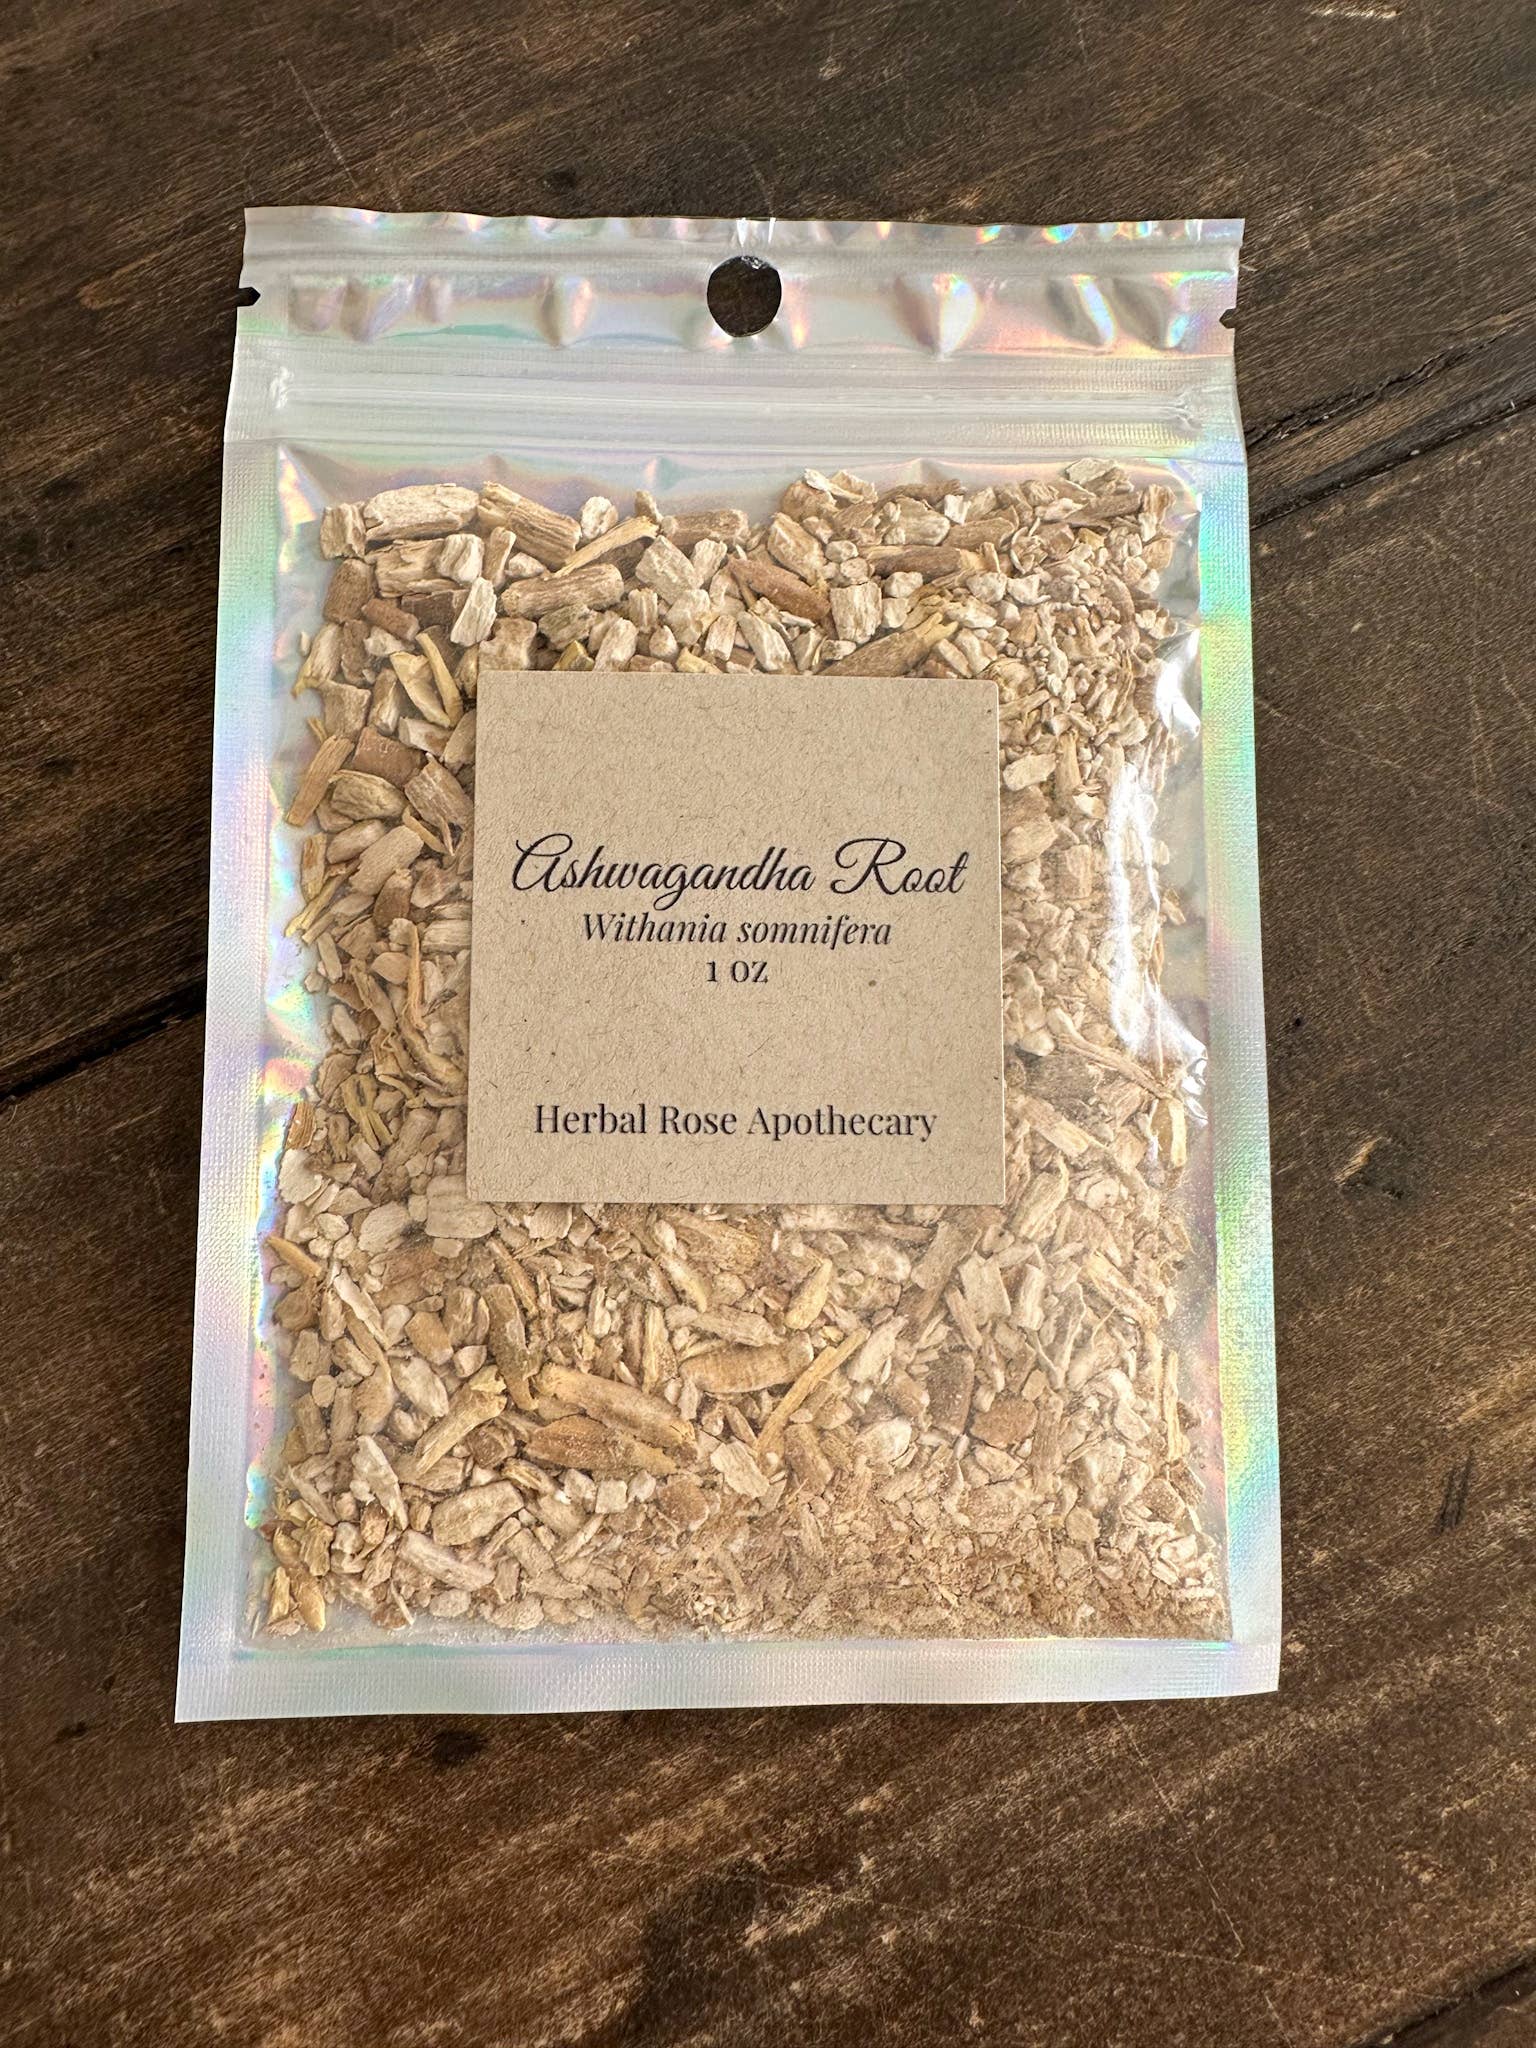 Ashwagandha Root
Withania somnifera
1 oz
Herbal Rose Apothecary